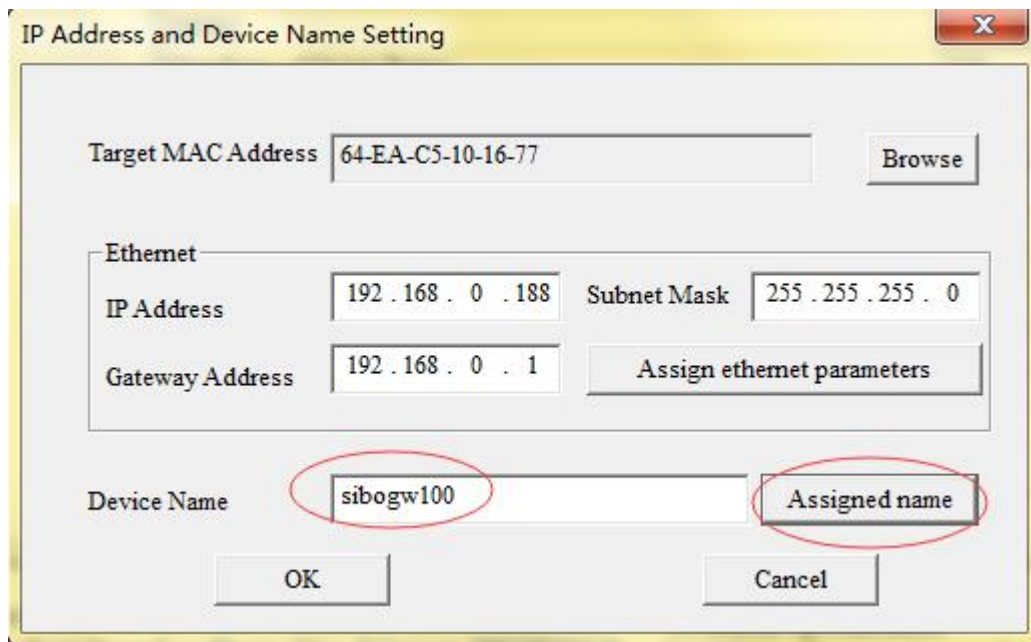 IP Address and Device Name Setting
Target MAC Address 64-EA-C5-10-16-77 Browse
Ethernet
IP Address 192 . 168 . 0 . 188 Subnet Mask 255 . 255 . 255 . 0
Gateway Address 192 . 168 . 0 . 1 Assign ethernet parameters
Device Name sibogw100 Assigned name
OK Cancel